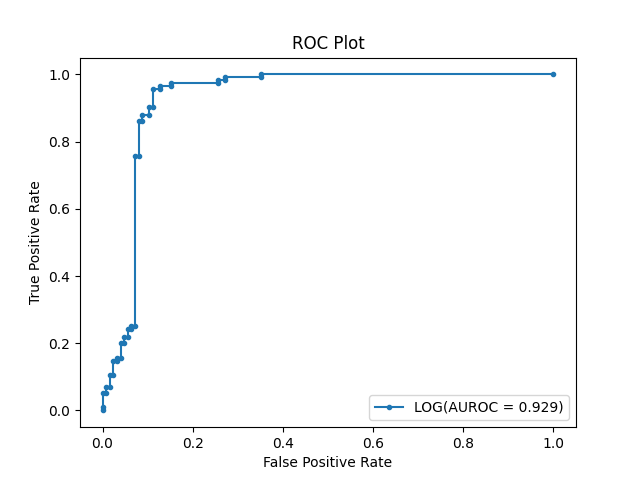 ROC Plot
1.0
0.8
0.6
0.4
0.2
0.0
True Positive Rate
LOG(AUROC = 0.929)
0.0 0.2 0.4 0.6 0.8 1.0
False Positive Rate